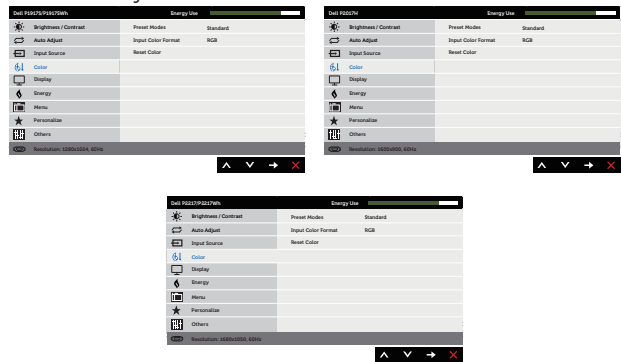 Dell P1917S/P1917SWh Energy Use
Brightness / Contrast Preset Modes Standard
Auto Adjust Input Color Format RGB
Input Source Reset Color
Color
Display
Energy
Menu
Personalize
Others
Resolution: 1280x1024, 60Hz
Dell P2017H Energy Use
Brightness / Contrast Preset Modes Standard
Auto Adjust Input Color Format RGB
Input Source Reset Color
Color
Display
Energy
Menu
Personalize
Others
Resolution: 1600x900, 60Hz
Dell P2217/P2217Wh Energy Use
Brightness / Contrast Preset Modes Standard
Auto Adjust Input Color Format RGB
Input Source Reset Color
Color
Display
Energy
Menu
Personalize
Others
Resolution: 1680x1050, 60Hz